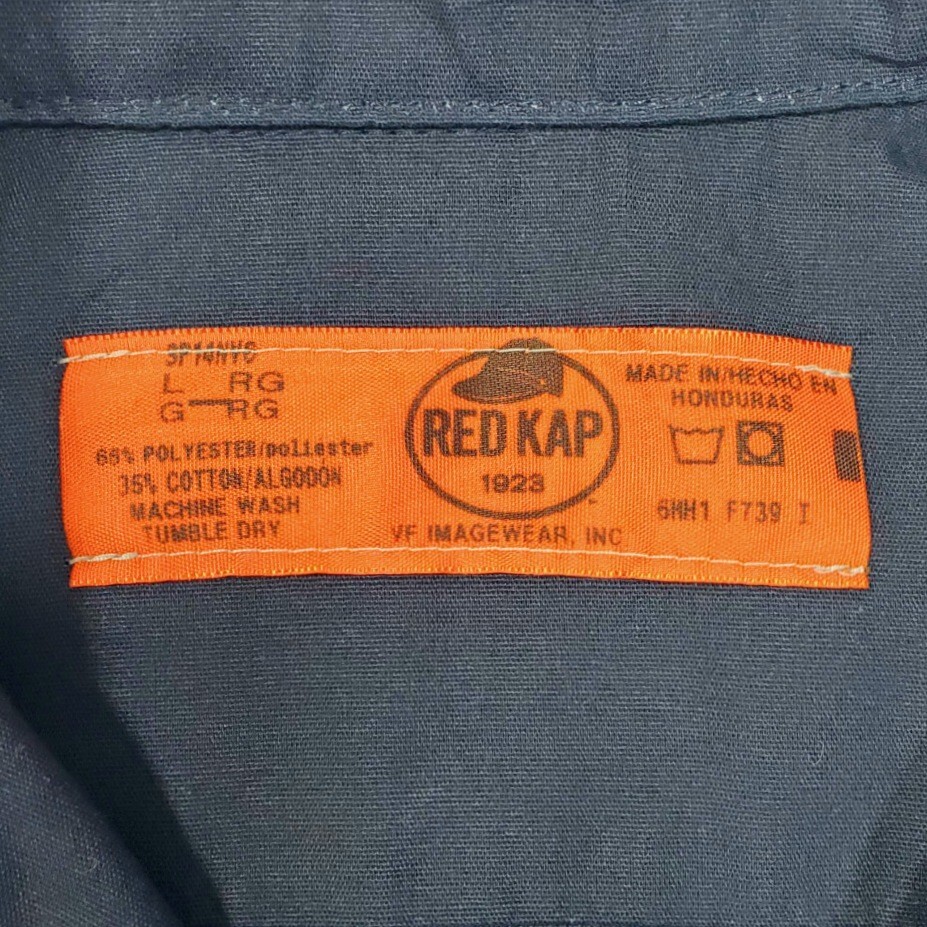 SP14NV6
L RG
G RG
65% POLYESTER/poliester
35% COTTON/ALGODON
MACHINE WASH
TUMBLE DRY
RED KAP
1923
VF IMAGEWEAR, INC
MADE IN/HECHO EN
HONDURAS
6HH1 F739 I